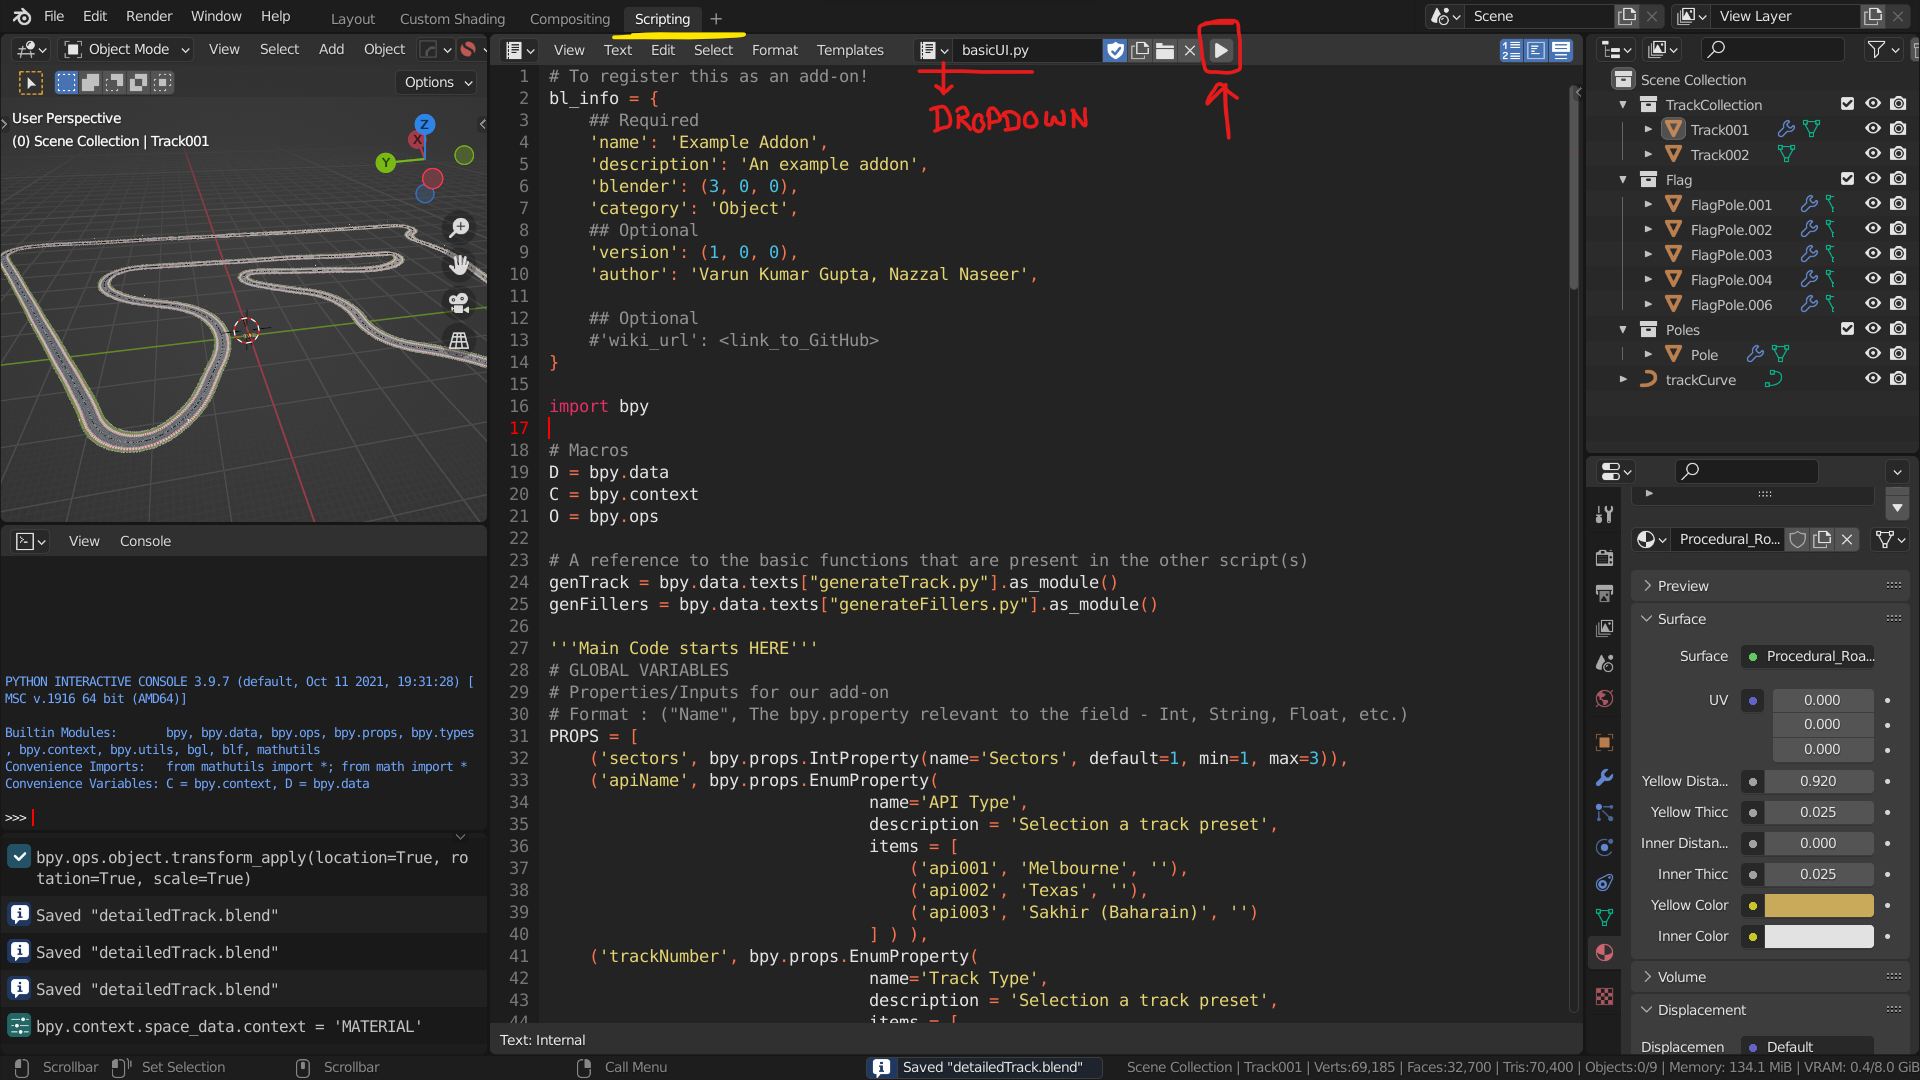 File Edit Render Window Help Layout Custom Shading Compositing Scripting + Scene View Layer
Object Mode View Select Add Object
Options
User Perspective
(0) Scene Collection | Track001
Z
X
Y
View Console
PYTHON INTERACTIVE CONSOLE 3.9.7 (default, Oct 11 2021, 19:31:28) [
MSC v.1916 64 bit (AMD64)]
Builtin Modules: bpy, bpy.data, bpy.ops, bpy.props, bpy.types
, bpy.context, bpy.utils, bgl, blf, mathutils
Convenience Imports: from mathutils import *; from math import *
Convenience Variables: C = bpy.context, D = bpy.data
>>>
bpy.ops.object.transform_apply(location=True, ro
tation=True, scale=True)
Saved "detailedTrack.blend"
Saved "detailedTrack.blend"
Saved "detailedTrack.blend"
bpy.context.space_data.context = 'MATERIAL'
View Text Edit Select Format Templates basicUI.py
DROPDOWN
1 # To register this as an add-on!
2 bl_info = {
3 ## Required
4 'name': 'Example Addon',
5 'description': 'An example addon',
6 'blender': (3, 0, 0),
7 'category': 'Object',
8 ## Optional
9 'version': (1, 0, 0),
10 'author': 'Varun Kumar Gupta, Nazzal Naseer',
11
12 ## Optional
13 #'wiki_url': <link_to_GitHub>
14 }
15
16 import bpy
17
18 # Macros
19 D = bpy.data
20 C = bpy.context
21 O = bpy.ops
22
23 # A reference to the basic functions that are present in the other script(s)
24 genTrack = bpy.data.texts["generateTrack.py"].as_module()
25 genFillers = bpy.data.texts["generateFillers.py"].as_module()
26
27 '''Main Code starts HERE'''
28 # GLOBAL VARIABLES
29 # Properties/Inputs for our add-on
30 # Format : ("Name", The bpy.property relevant to the field - Int, String, Float, etc.)
31 PROPS = [
32 ('sectors', bpy.props.IntProperty(name='Sectors', default=1, min=1, max=3)),
33 ('apiName', bpy.props.EnumProperty(
34 name='API Type',
35 description = 'Selection a track preset',
36 items = [
37 ('api001', 'Melbourne', ''),
38 ('api002', 'Texas', ''),
39 ('api003', 'Sakhir (Baharain)', '')
40 ] ) ),
41 ('trackNumber', bpy.props.EnumProperty(
42 name='Track Type',
43 description = 'Selection a track preset',
44 items = [
Text: Internal
Scene Collection
TrackCollection
Track001
Track002
Flag
FlagPole.001
FlagPole.002
FlagPole.003
FlagPole.004
FlagPole.006
Poles
Pole
trackCurve
Procedural_Ro...
Preview
Surface
Surface Procedural_Roa...
UV 0.000
0.000
0.000
Yellow Dista... 0.920
Yellow Thicc 0.025
Inner Distan... 0.000
Inner Thicc 0.025
Yellow Color
Inner Color
Volume
Displacement
Displacemen Default
Scrollbar Set Selection Scrollbar Call Menu Saved "detailedTrack.blend" Scene Collection | Track001 | Verts:69,185 | Faces:32,700 | Tris:70,400 | Objects:0/9 | Memory: 134.1 MiB | VRAM: 0.4/8.0 GiB